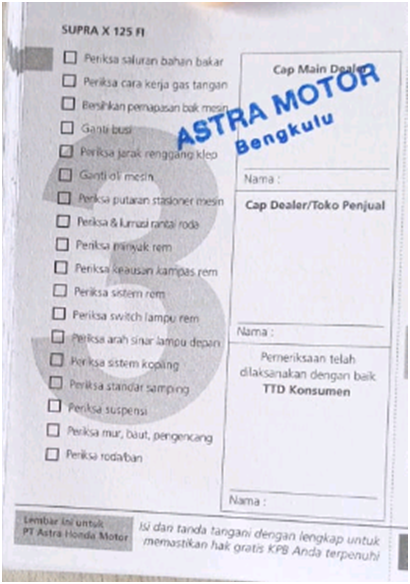 SUPRA X 125 FI
Periksa saluran bahan bakar
Periksa cara kerja gas tangan
Bersihkan pernapasan bak mesin
Ganti busi
Periksa jarak renggang klep
Ganti oli mesin
Periksa putaran stasioner mesin
Periksa & lumasi rantai roda
Periksa minyak rem
Periksa keausan kampas rem
Periksa sistem rem
Periksa switch lampu rem
Periksa arah sinar lampu depan
Periksa sistem kopling
Periksa standar samping
Periksa suspensi
Periksa mur, baut, pengencang
Periksa roda/ban
3
Cap Main Dealer
ASTRA MOTOR
Bengkulu
Nama :
Cap Dealer/Toko Penjual
Nama :
Pemeriksaan telah
dilaksanakan dengan baik
TTD Konsumen
Nama :
Lembar ini untuk
PT Astra Honda Motor
Isi dan tanda tangani dengan lengkap untuk
memastikan hak gratis KPB Anda terpenuhi